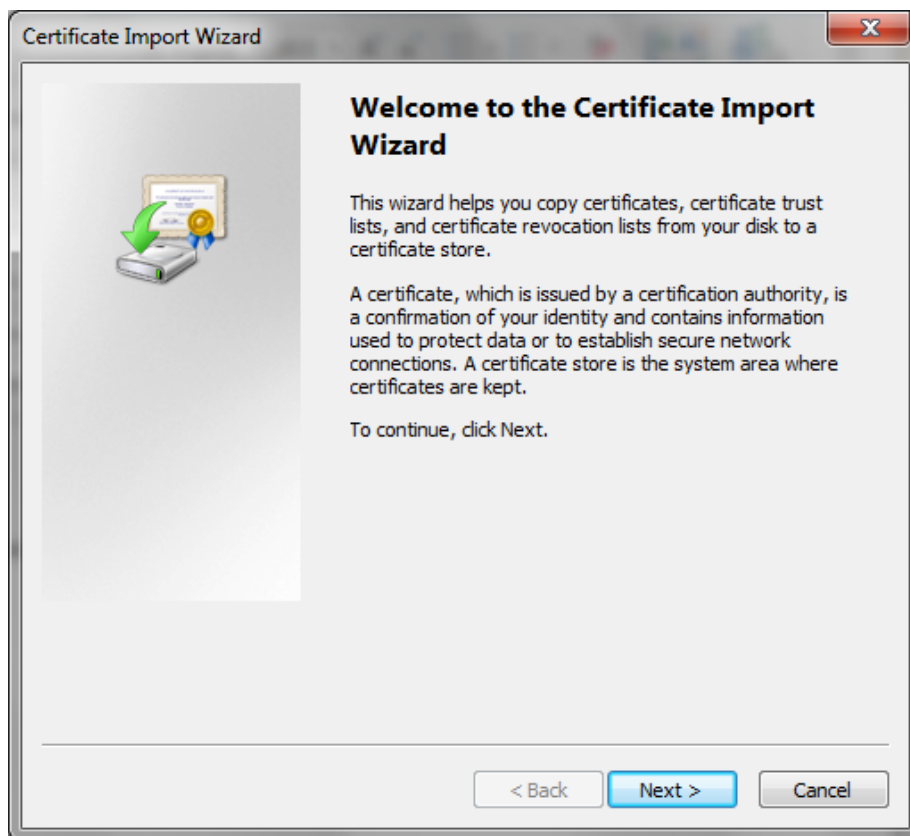 Certificate Import Wizard
Welcome to the Certificate Import
Wizard
This wizard helps you copy certificates, certificate trust
lists, and certificate revocation lists from your disk to a
certificate store.
A certificate, which is issued by a certification authority, is
a confirmation of your identity and contains information
used to protect data or to establish secure network
connections. A certificate store is the system area where
certificates are kept.
To continue, click Next.
< Back
Next >
Cancel